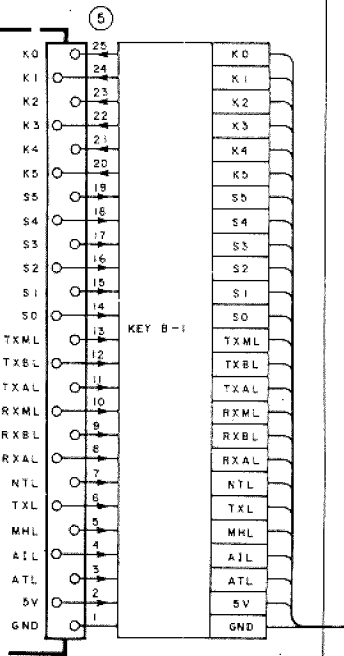 5
K0 25 K0
K1 24 K1
K2 23 K2
K3 22 K3
K4 21 K4
K5 20 K5
S5 19 S5
S4 18 S4
S3 17 S3
S2 16 S2
S1 15 S1
S0 14 S0
TXML 13 KEY B-1 TXML
TXBL 12 TXBL
TXAL 11 TXAL
RXML 10 RXML
RXBL 9 RXBL
RXAL 8 RXAL
NTL 7 NTL
TXL 6 TXL
MHL 5 MHL
AIL 4 AIL
ATL 3 ATL
5V 2 5V
GND 1 GND